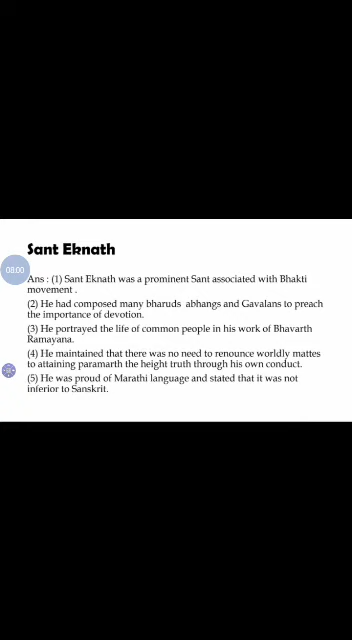 Sant Eknath
08:00
Ans : (1) Sant Eknath was a prominent Sant associated with Bhakti
movement .
(2) He had composed many bharuds abhangs and Gavalans to preach
the importance of devotion.
(3) He portrayed the life of common people in his work of Bhavarth
Ramayana.
(4) He maintained that there was no need to renounce worldly mattes
to attaining paramarth the height truth through his own conduct.
(5) He was proud of Marathi language and stated that it was not
inferior to Sanskrit.